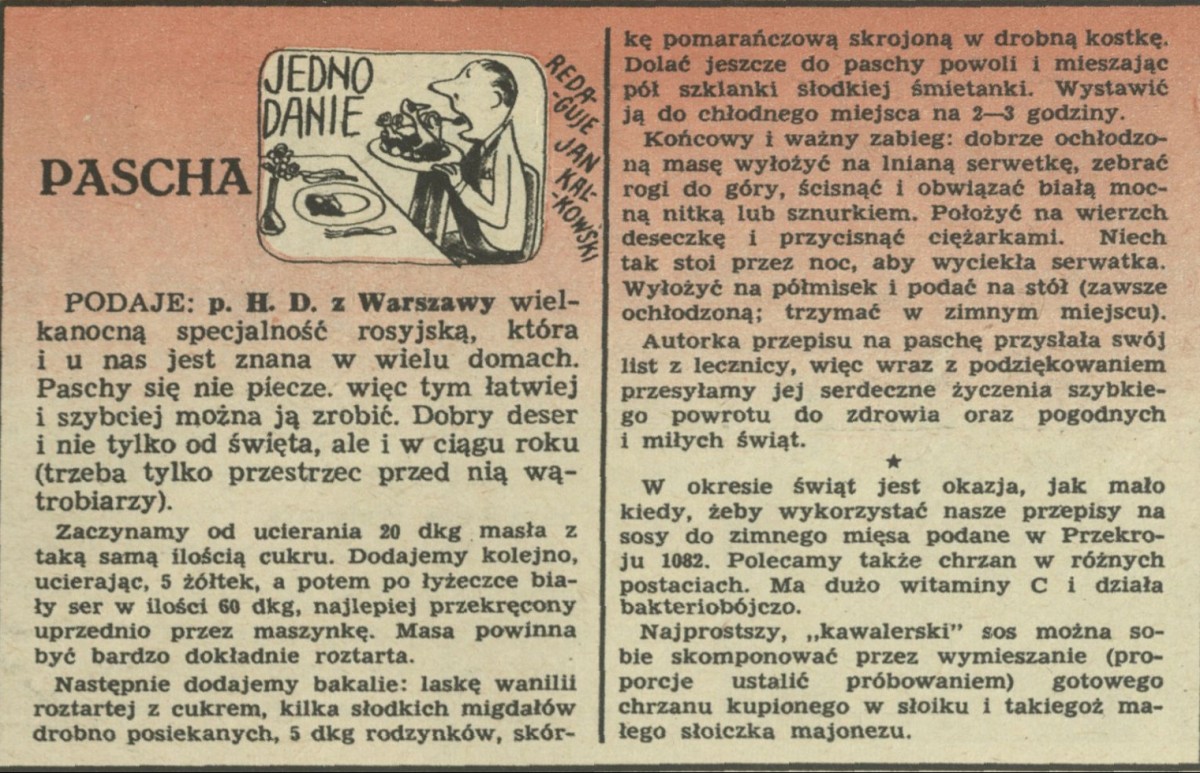 PASCHA
JEDNO
DANIE
REDA-
-GUJE
JAN
KAL-
-KOWSKI
PODAJE: p. H. D. z Warszawy wiel-
kanocną specjalność rosyjską, która
i u nas jest znana w wielu domach.
Paschy się nie piecze. więc tym łatwiej
i szybciej można ją zrobić. Dobry deser
i nie tylko od święta, ale i w ciągu roku
(trzeba tylko przestrzec przed nią wą-
trobiarzy).
Zaczynamy od ucierania 20 dkg masła z
taką samą ilością cukru. Dodajemy kolejno,
ucierając, 5 żółtek, a potem po łyżeczce bia-
ły ser w ilości 60 dkg, najlepiej przekręcony
uprzednio przez maszynkę. Masa powinna
być bardzo dokładnie roztarta.
Następnie dodajemy bakalie: laskę wanilii
roztartej z cukrem, kilka słodkich migdałów
drobno posiekanych, 5 dkg rodzynków, skór-
kę pomarańczową skrojoną w drobną kostkę.
Dolać jeszcze do paschy powoli i mieszając
pół szklanki słodkiej śmietanki. Wystawić
ją do chłodnego miejsca na 2—3 godziny.
Końcowy i ważny zabieg: dobrze ochłodzo-
ną masę wyłożyć na lnianą serwetkę, zebrać
rogi do góry, ścisnąć i obwiązać białą moc-
ną nitką lub sznurkiem. Położyć na wierzch
deseczkę i przycisnąć ciężarkami. Niech
tak stoi przez noc, aby wyciekła serwatka.
Wyłożyć na półmisek i podać na stół (zawsze
ochłodzoną; trzymać w zimnym miejscu).
Autorka przepisu na paschę przysłała swój
list z lecznicy, więc wraz z podziękowaniem
przesyłamy jej serdeczne życzenia szybkie-
go powrotu do zdrowia oraz pogodnych
i miłych świąt.
★
W okresie świąt jest okazja, jak mało
kiedy, żeby wykorzystać nasze przepisy na
sosy do zimnego mięsa podane w Przekro-
ju 1082. Polecamy także chrzan w różnych
postaciach. Ma dużo witaminy C i działa
bakteriobójczo.
Najprostszy, „kawalerski” sos można so-
bie skomponować przez wymieszanie (pro-
porcje ustalić próbowaniem) gotowego
chrzanu kupionego w słoiku i takiegoż ma-
łego słoiczka majonezu.